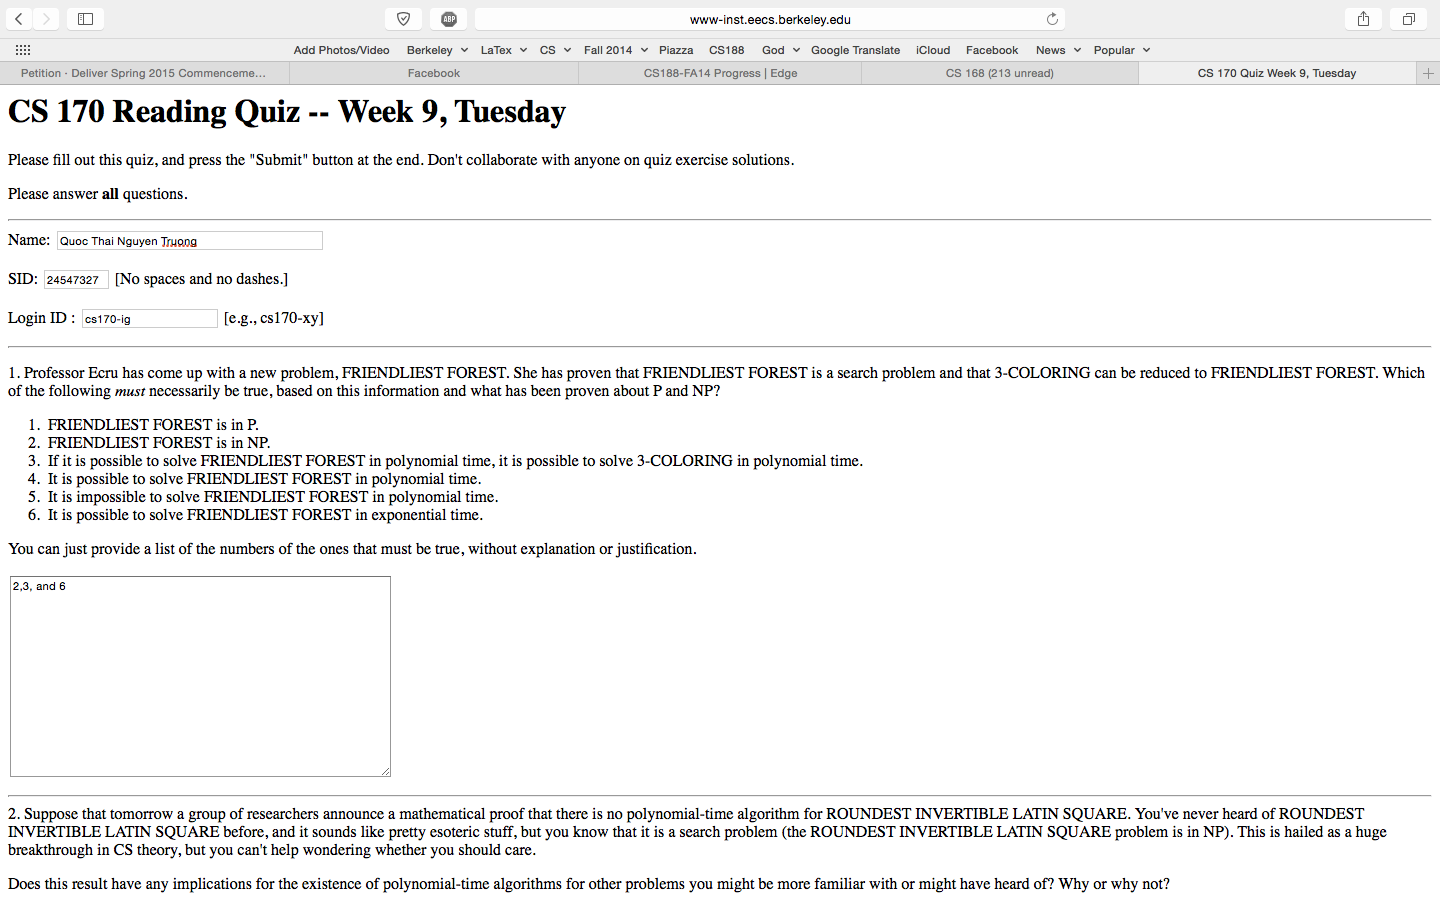 www-inst.eecs.berkeley.edu
ABP
Add Photos/Video Berkeley LaTex CS Fall 2014 Piazza CS188 God Google Translate iCloud Facebook News Popular
Petition · Deliver Spring 2015 Commenceme... Facebook CS188-FA14 Progress | Edge CS 168 (213 unread) CS 170 Quiz Week 9, Tuesday
CS 170 Reading Quiz -- Week 9, Tuesday
Please fill out this quiz, and press the "Submit" button at the end. Don't collaborate with anyone on quiz exercise solutions.
Please answer all questions.
Name: Quoc Thai Nguyen Truong
SID: 24547327 [No spaces and no dashes.]
Login ID : cs170-ig [e.g., cs170-xy]
1. Professor Ecru has come up with a new problem, FRIENDLIEST FOREST. She has proven that FRIENDLIEST FOREST is a search problem and that 3-COLORING can be reduced to FRIENDLIEST FOREST. Which
of the following must necessarily be true, based on this information and what has been proven about P and NP?
1. FRIENDLIEST FOREST is in P.
2. FRIENDLIEST FOREST is in NP.
3. If it is possible to solve FRIENDLIEST FOREST in polynomial time, it is possible to solve 3-COLORING in polynomial time.
4. It is possible to solve FRIENDLIEST FOREST in polynomial time.
5. It is impossible to solve FRIENDLIEST FOREST in polynomial time.
6. It is possible to solve FRIENDLIEST FOREST in exponential time.
You can just provide a list of the numbers of the ones that must be true, without explanation or justification.
2,3, and 6
2. Suppose that tomorrow a group of researchers announce a mathematical proof that there is no polynomial-time algorithm for ROUNDEST INVERTIBLE LATIN SQUARE. You've never heard of ROUNDEST
INVERTIBLE LATIN SQUARE before, and it sounds like pretty esoteric stuff, but you know that it is a search problem (the ROUNDEST INVERTIBLE LATIN SQUARE problem is in NP). This is hailed as a huge
breakthrough in CS theory, but you can't help wondering whether you should care.
Does this result have any implications for the existence of polynomial-time algorithms for other problems you might be more familiar with or might have heard of? Why or why not?